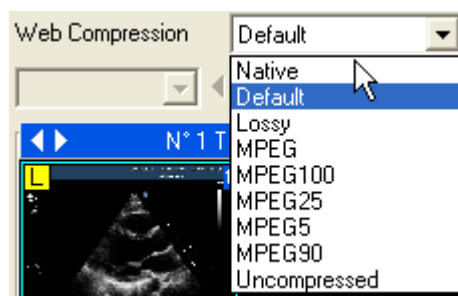 Web Compression
Default
Native
Default
Lossy
MPEG
MPEG100
MPEG25
MPEG5
MPEG90
Uncompressed
N° 1 T
L